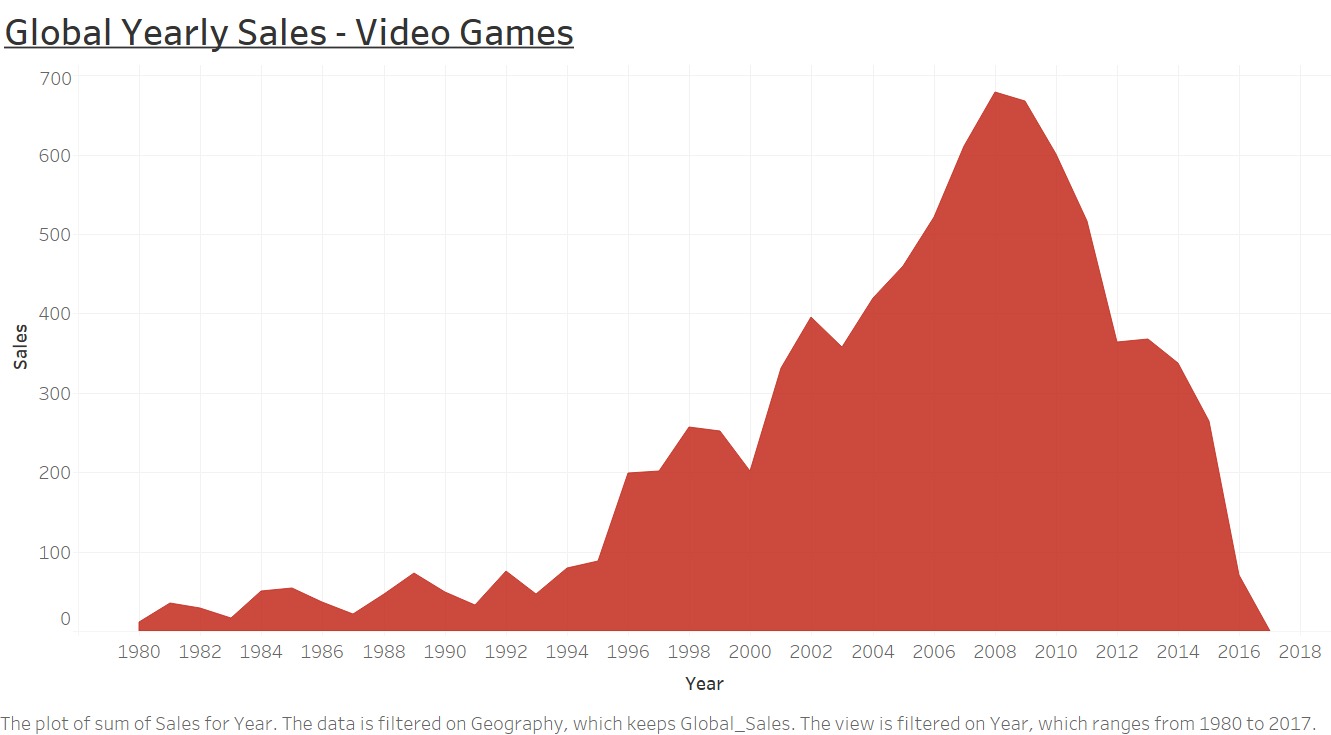 Global Yearly Sales - Video Games
700
600
500
400
300
200
100
0
Sales
1980 1982 1984 1986 1988 1990 1992 1994 1996 1998 2000 2002 2004 2006 2008 2010 2012 2014 2016 2018
Year
The plot of sum of Sales for Year. The data is filtered on Geography, which keeps Global_Sales. The view is filtered on Year, which ranges from 1980 to 2017.